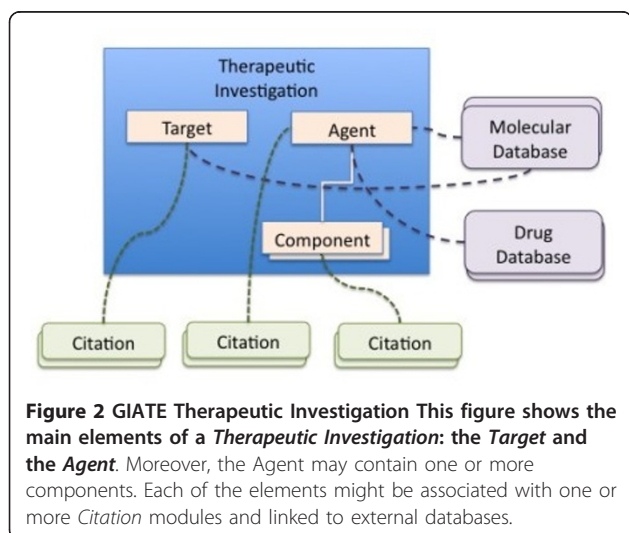 Therapeutic
Investigation
Target
Agent
Molecular
Database
Component
Drug
Database
Citation
Citation
Citation
Figure 2 GIATE Therapeutic Investigation This figure shows the
main elements of a Therapeutic Investigation: the Target and
the Agent. Moreover, the Agent may contain one or more
components. Each of the elements might be associated with one or
more Citation modules and linked to external databases.